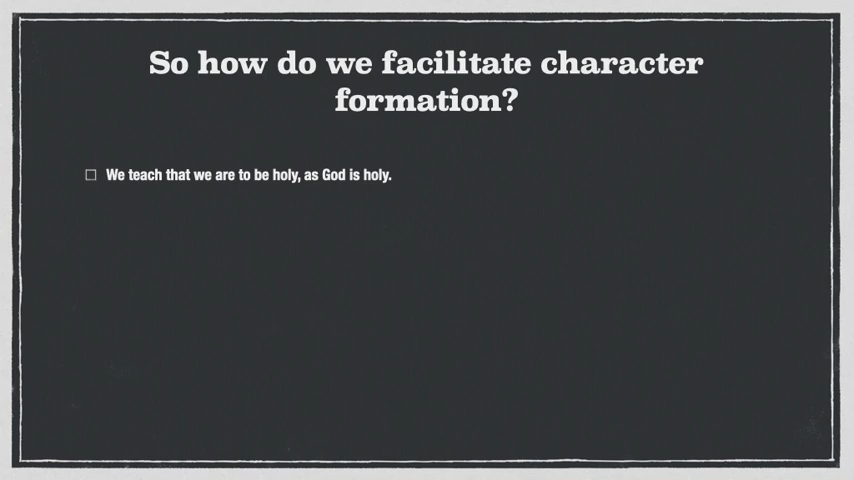 So how do we facilitate character
formation?
We teach that we are to be holy, as God is holy.